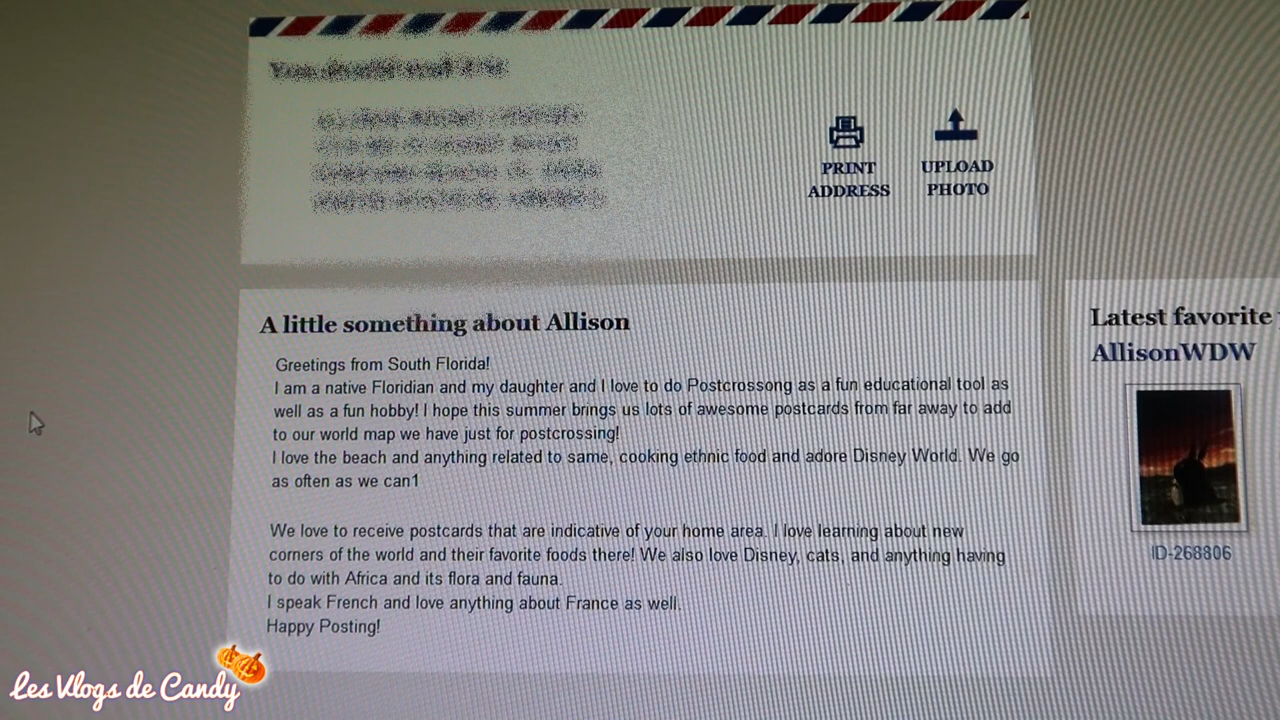 PRINT
ADDRESS
UPLOAD
PHOTO
A little something about Allison
Greetings from South Florida!
I am a native Floridian and my daughter and I love to do Postcrossong as a fun educational tool as
well as a fun hobby! I hope this summer brings us lots of awesome postcards from far away to add
to our world map we have just for postcrossing!
I love the beach and anything related to same, cooking ethnic food and adore Disney World. We go
as often as we can1
We love to receive postcards that are indicative of your home area. I love learning about new
corners of the world and their favorite foods there! We also love Disney, cats, and anything having
to do with Africa and its flora and fauna.
I speak French and love anything about France as well.
Happy Posting!
Latest favorite
AllisonWDW
ID-268806
Les Vlogs de Candy